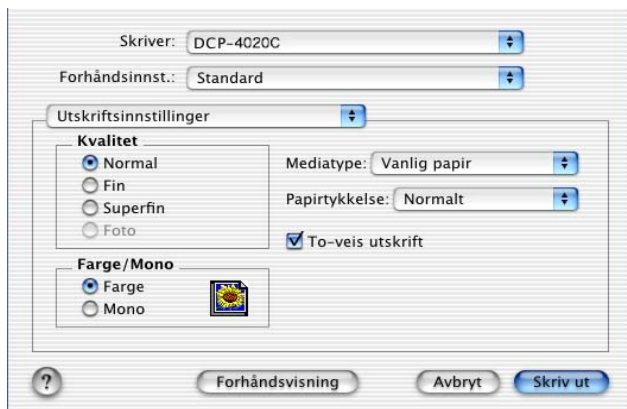 Skriver: DCP-4020C
Forhåndsinnst.: Standard
Utskriftsinnstillinger
Kvalitet
Normal
Fin
Superfin
Foto
Mediatype: Vanlig papir
Papirtykkelse: Normalt
To-veis utskrift
Farge/Mono
Farge
Mono
? Forhåndsvisning Avbryt Skriv ut